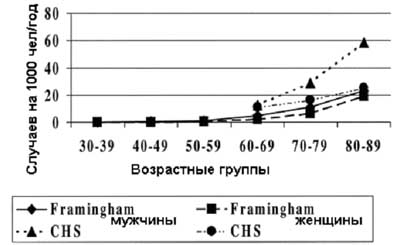 Случаев на 1000 чел/год
80
60
40
20
0
30-39 40-49 50-59 60-69 70-79 80-89
Возрастные группы
Framingham Framingham
мужчины женщины
CHS CHS